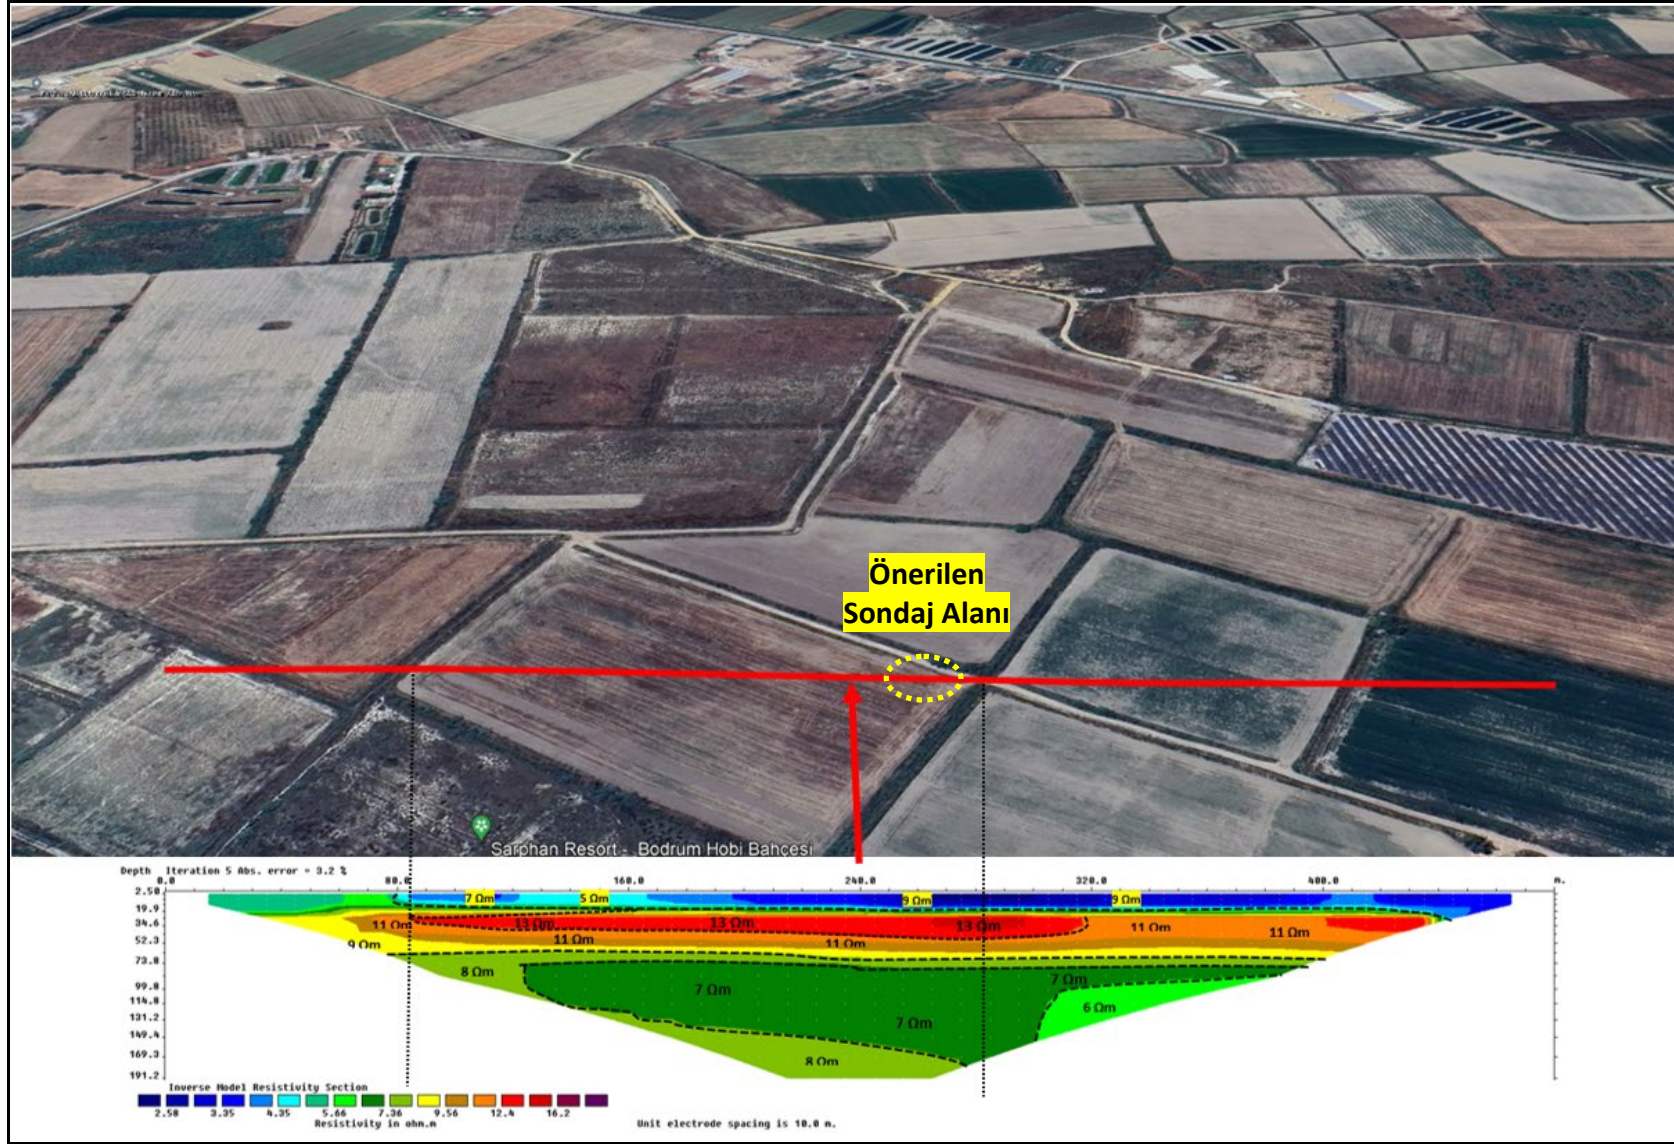 Önerilen
Sondaj Alanı
Sarphan Resort - Bodrum Hobi Bahçesi
Depth Iteration 5 Abs. error = 3.2 %
0.0 80.0 160.0 240.0 320.0 400.0 m.
2.50
19.9
34.6
52.3
73.8
99.8
114.8
131.2
149.4
169.3
191.2
7 Ωm 5 Ωm 9 Ωm 9 Ωm
11 Ωm 13 Ωm 13 Ωm 13 Ωm 11 Ωm 11 Ωm
9 Ωm 11 Ωm 11 Ωm
8 Ωm 7 Ωm 7 Ωm
6 Ωm
7 Ωm
8 Ωm
Inverse Model Resistivity Section
2.58 3.35 4.35 5.66 7.36 9.56 12.4 16.2
Resistivity in ohm.m
Unit electrode spacing is 10.0 m.